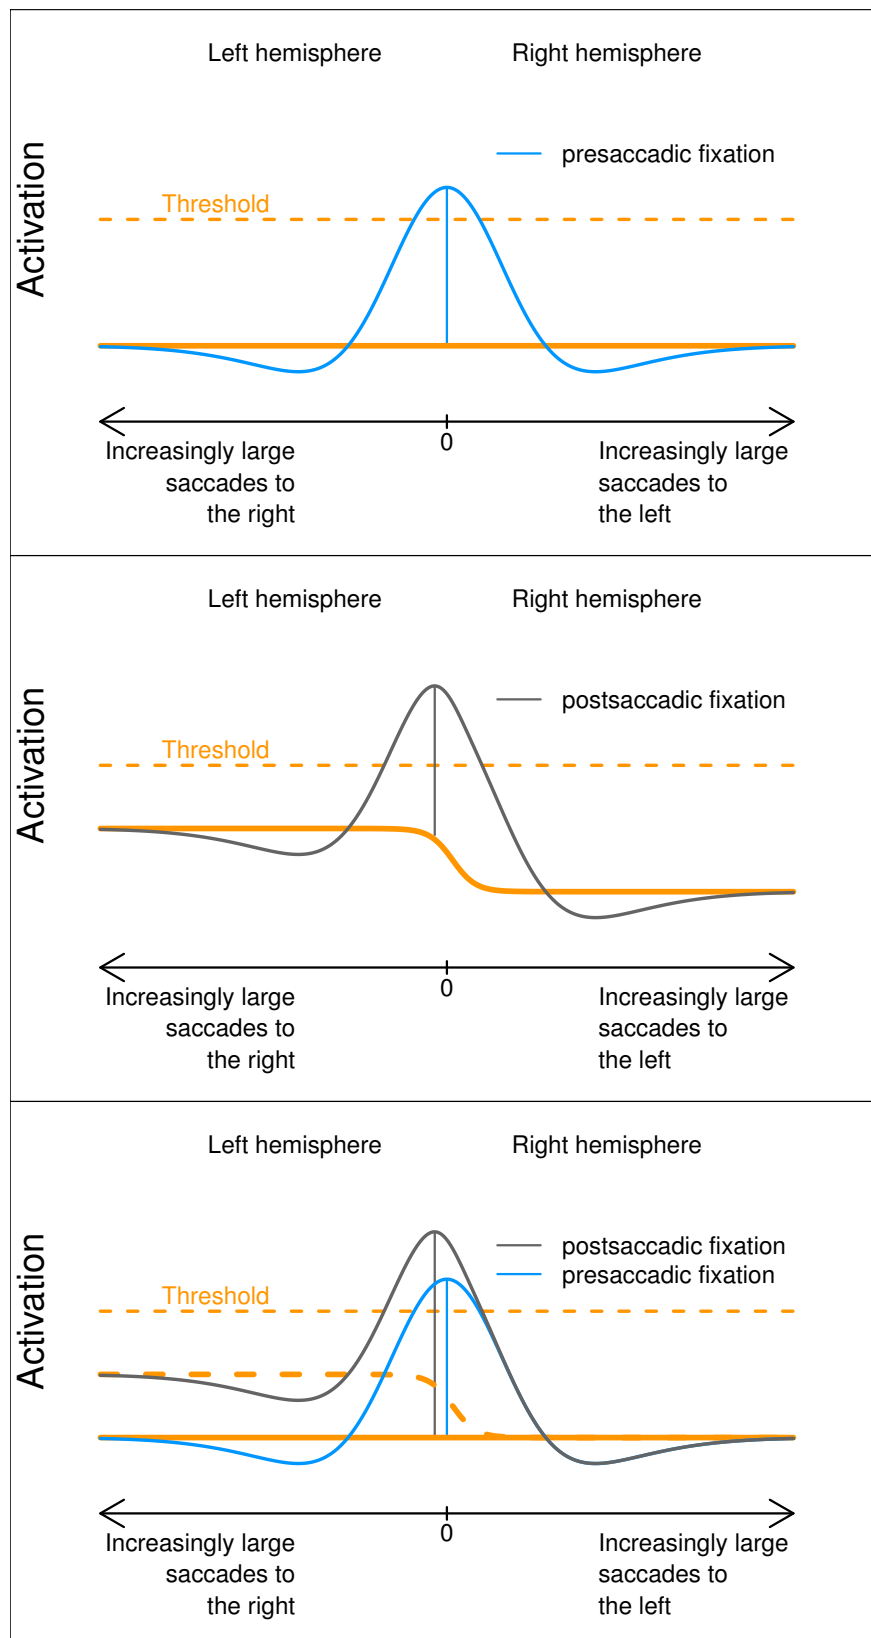 Left hemisphere Right hemisphere
presaccadic fixation
Threshold
Activation
0
Increasingly large
saccades to
the right
Increasingly large
saccades to
the left
Left hemisphere Right hemisphere
postsaccadic fixation
Threshold
Activation
0
Increasingly large
saccades to
the right
Increasingly large
saccades to
the left
Left hemisphere Right hemisphere
postsaccadic fixation
presaccadic fixation
Threshold
Activation
0
Increasingly large
saccades to
the right
Increasingly large
saccades to
the left